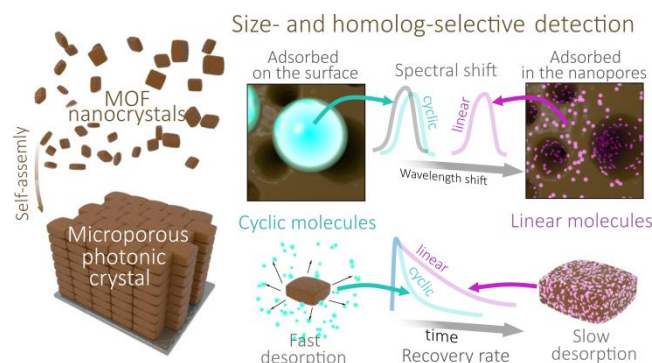 Size- and homolog-selective detection
MOF
nanocrystals
Self-assembly
Microporous
photonic
crystal
Adsorbed
on the surface
Spectral shift
cyclic
linear
Wavelength shift
Adsorbed
in the nanopores
Cyclic molecules
Linear molecules
Fast
desorption
linear
cyclic
time
Recovery rate
Slow
desorption